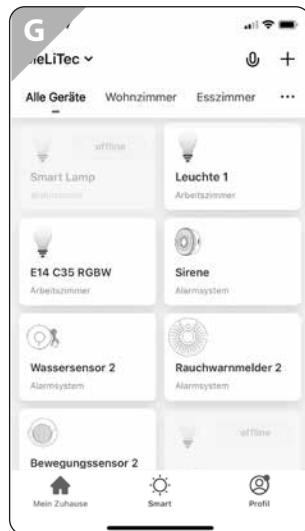 G
eLiTec
Alle Geräte Wohnzimmer Esszimmer ...
offline
Smart Lamp
Leuchte 1
Arbeitszimmer
E14 C35 RGBW
Arbeitszimmer
Sirene
Alarmsystem
Wassersensor 2
Alarmsystem
Rauchwarnmelder 2
Alarmsystem
Bewegungssensor 2
offline
Mein Zuhause Smart Profil